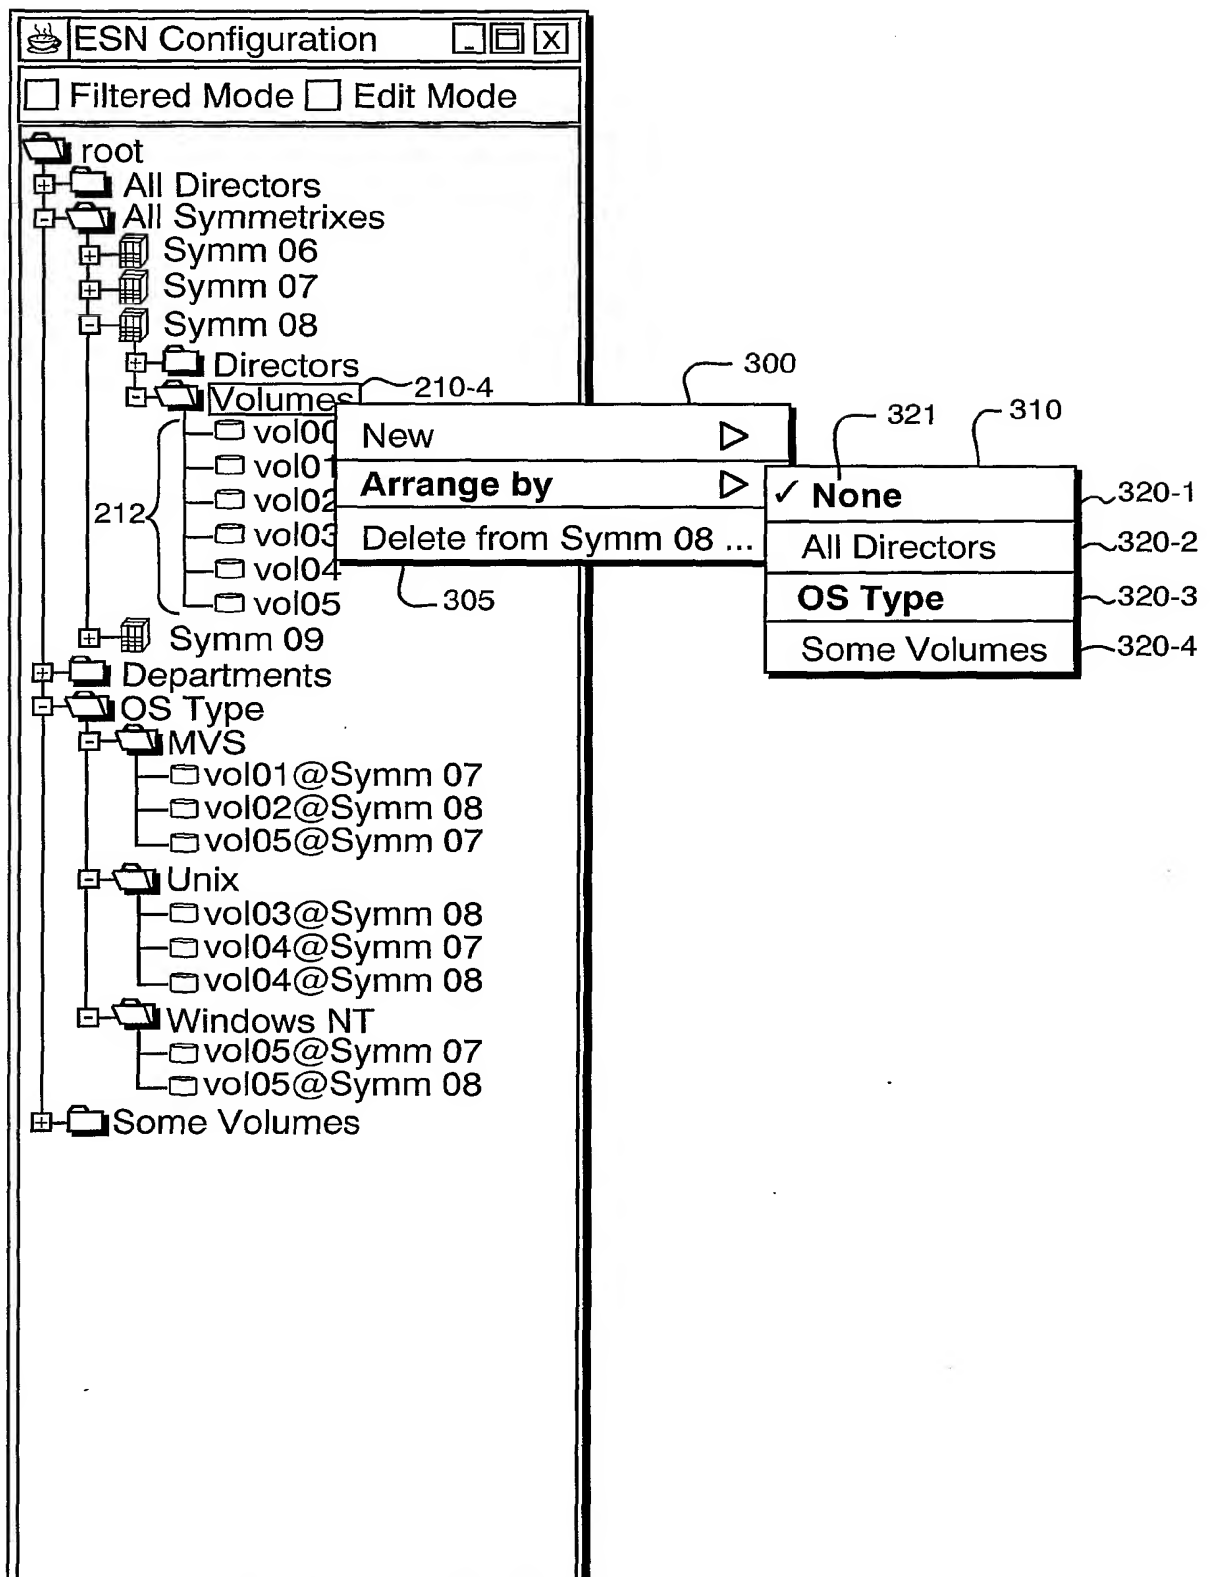 ESN Configuration
Filtered Mode Edit Mode
root
All Directors
All Symmetrixes
Symm 06
Symm 07
Symm 08
Directors
300
Volumes
210-4
vol00
New
321
310
vol01
Arrange by
✓ None
320-1
vol02
212
vol03
Delete from Symm 08 ...
All Directors
320-2
vol04
OS Type
320-3
vol05
305
Symm 09
Some Volumes
320-4
Departments
OS Type
MVS
vol01@Symm 07
vol02@Symm 08
vol05@Symm 07
Unix
vol03@Symm 08
vol04@Symm 07
vol04@Symm 08
Windows NT
vol05@Symm 07
vol05@Symm 08
Some Volumes